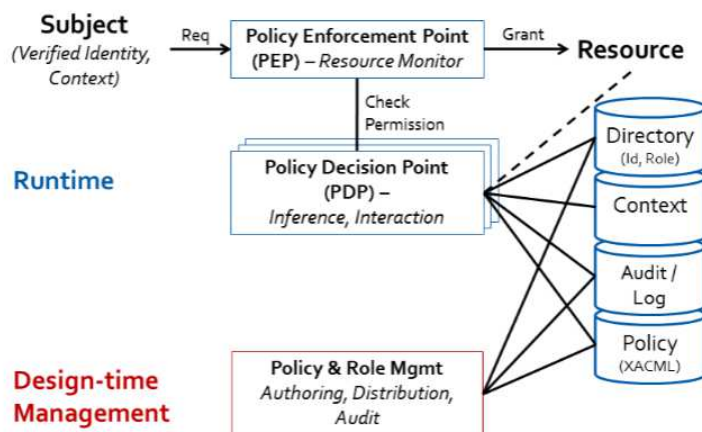 Subject
(Verified Identity,
Context)
Req
Policy Enforcement Point
(PEP) – Resource Monitor
Grant
Resource
Check
Permission
Runtime
Policy Decision Point
(PDP) –
Inference, Interaction
Directory
(Id, Role)
Context
Audit /
Log
Policy
(XACML)
Design-time
Management
Policy & Role Mgmt
Authoring, Distribution,
Audit